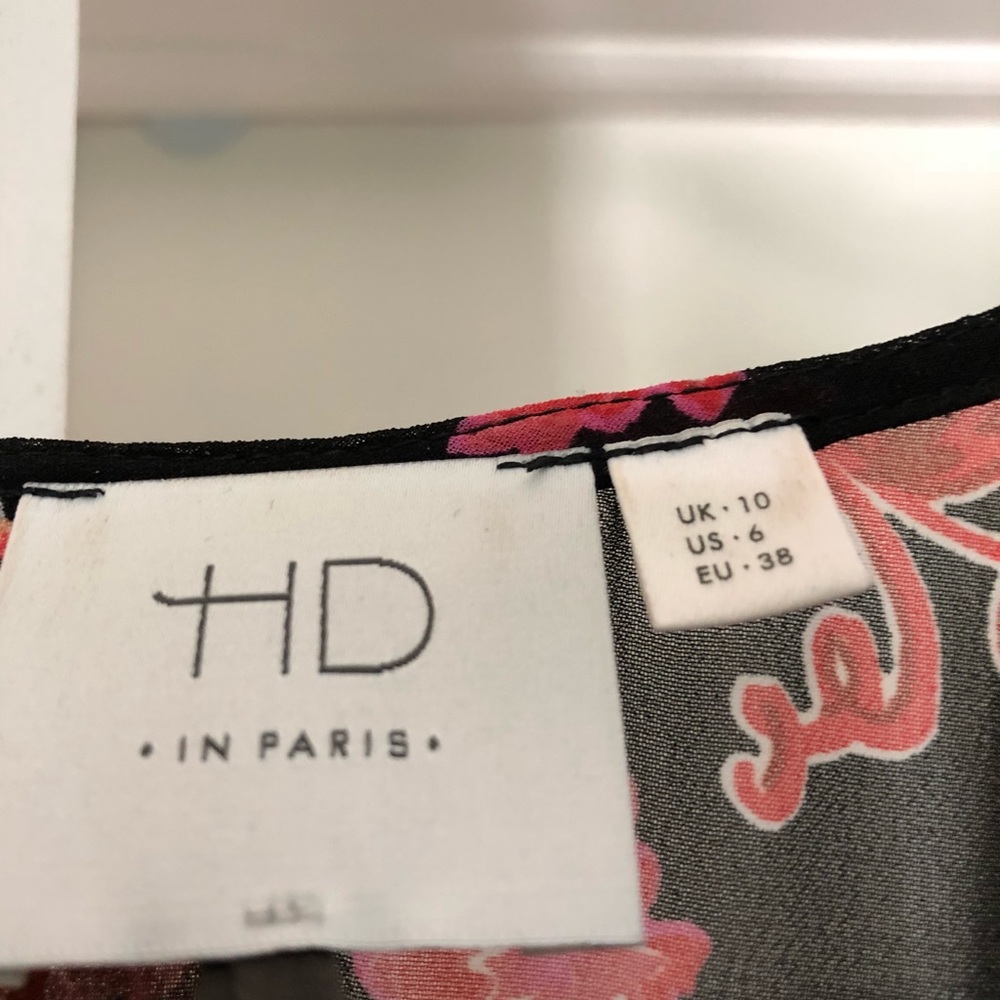 HD
• IN PARIS •
UK • 10
US • 6
EU • 38